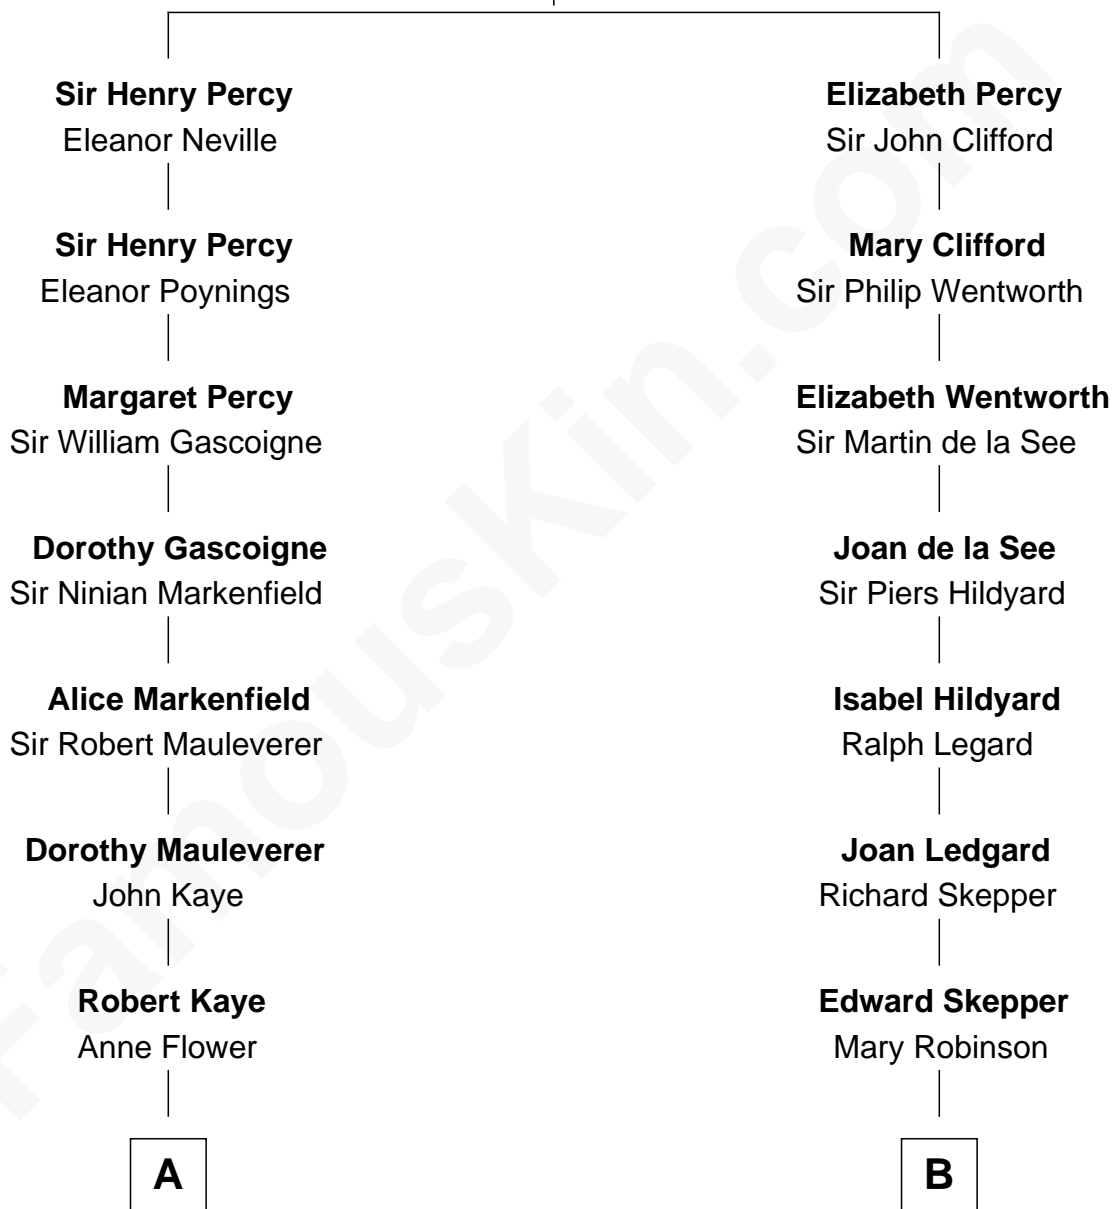 Sir Henry Percy
Eleanor Neville
Sir Henry Percy
Eleanor Poynings
Margaret Percy
Sir William Gascoigne
Dorothy Gascoigne
Sir Ninian Markenfield
Alice Markenfield
Sir Robert Mauleverer
Dorothy Mauleverer
John Kaye
Robert Kaye
Anne Flower
A
Elizabeth Percy
Sir John Clifford
Mary Clifford
Sir Philip Wentworth
Elizabeth Wentworth
Sir Martin de la See
Joan de la See
Sir Piers Hildyard
Isabel Hildyard
Ralph Legard
Joan Ledgard
Richard Skepper
Edward Skepper
Mary Robinson
B
FamousKin.com